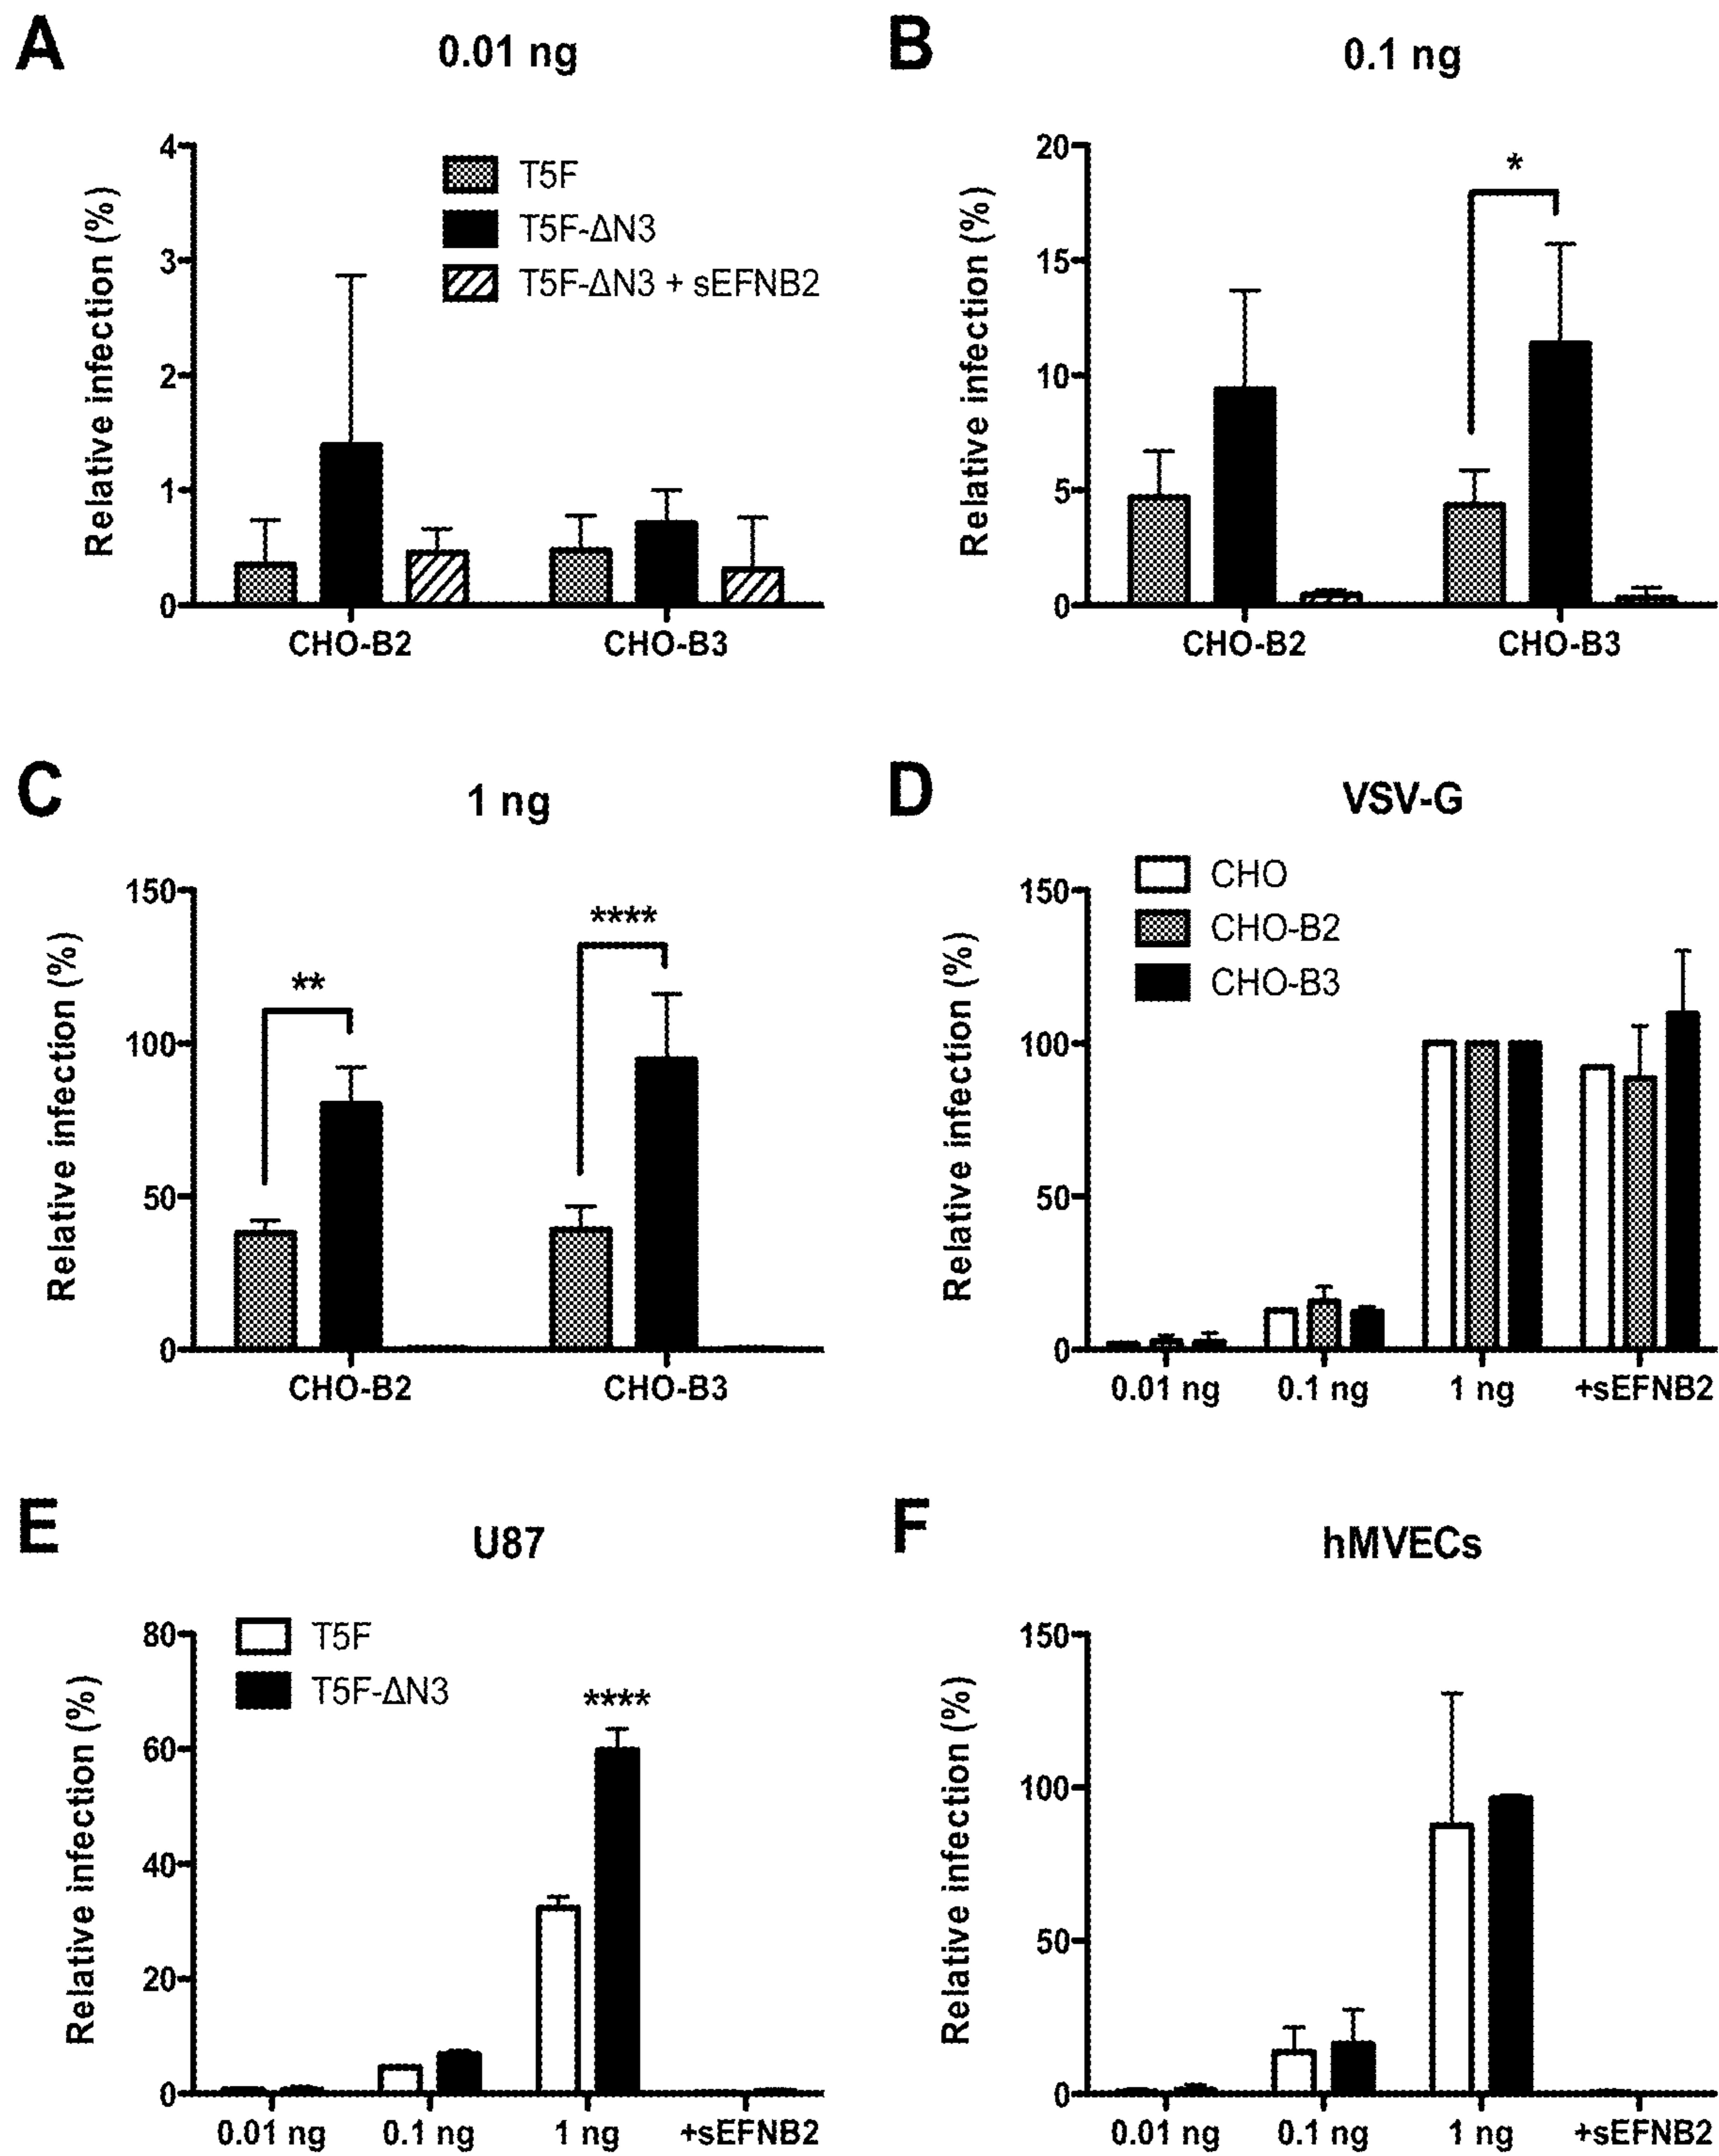 A
0.01 ng
Relative infection (%)
4
3
2
1
0
T5F
T5F-ΔN3
T5F-ΔN3 + sEFNB2
CHO-B2 CHO-B3
B
0.1 ng
Relative infection (%)
20
15
10
5
0
*
CHO-B2 CHO-B3
C
1 ng
Relative infection (%)
150
100
50
0
**
****
CHO-B2 CHO-B3
D
VSV-G
Relative infection (%)
150
100
50
0
CHO
CHO-B2
CHO-B3
0.01 ng 0.1 ng 1 ng +sEFNB2
E
U87
Relative infection (%)
80
60
40
20
0
T5F
T5F-ΔN3
****
0.01 ng 0.1 ng 1 ng +sEFNB2
F
hMVECs
Relative infection (%)
150
100
50
0
0.01 ng 0.1 ng 1 ng +sEFNB2